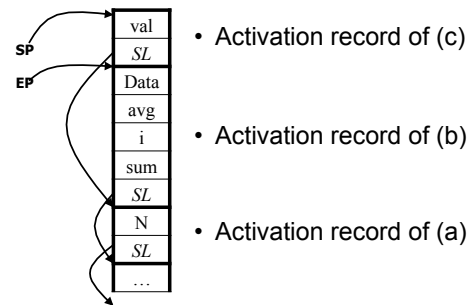 val
SP
SL
• Activation record of (c)
EP
Data
avg
i
• Activation record of (b)
sum
SL
N
• Activation record of (a)
SL
…